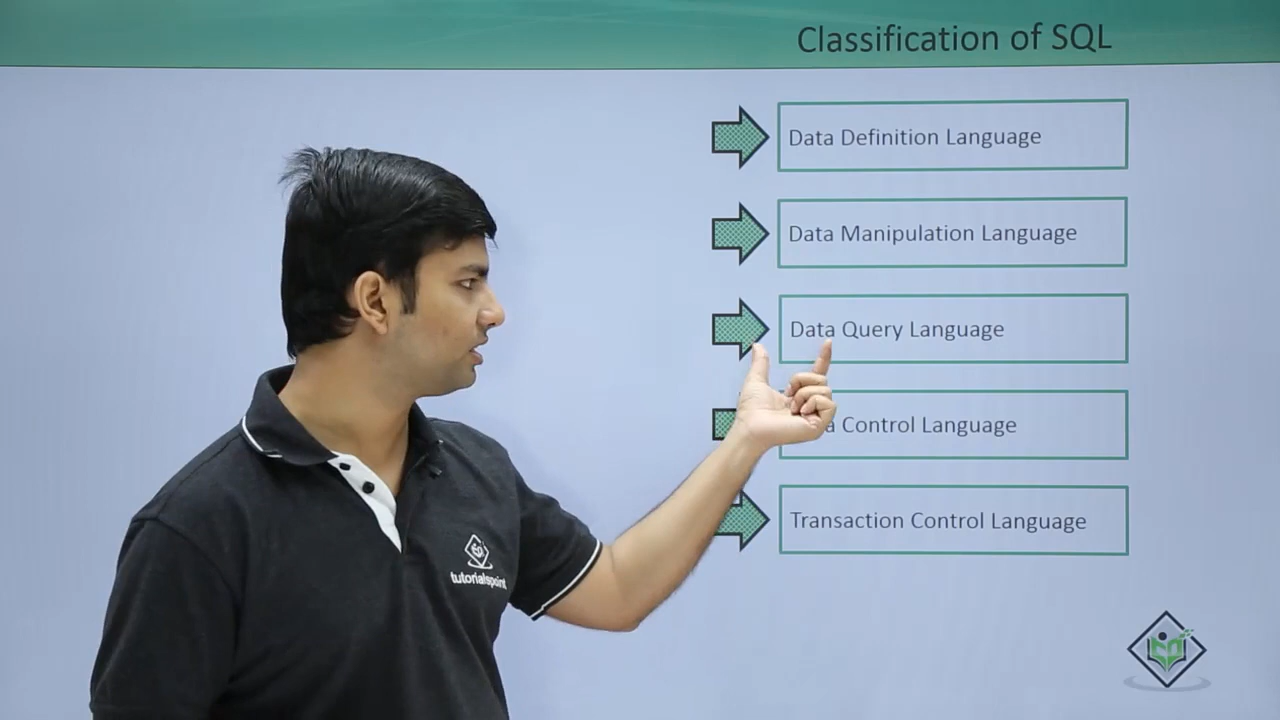 Classification of SQL
Data Definition Language
Data Manipulation Language
Data Query Language
Control Language
Transaction Control Language
tutorialspoint